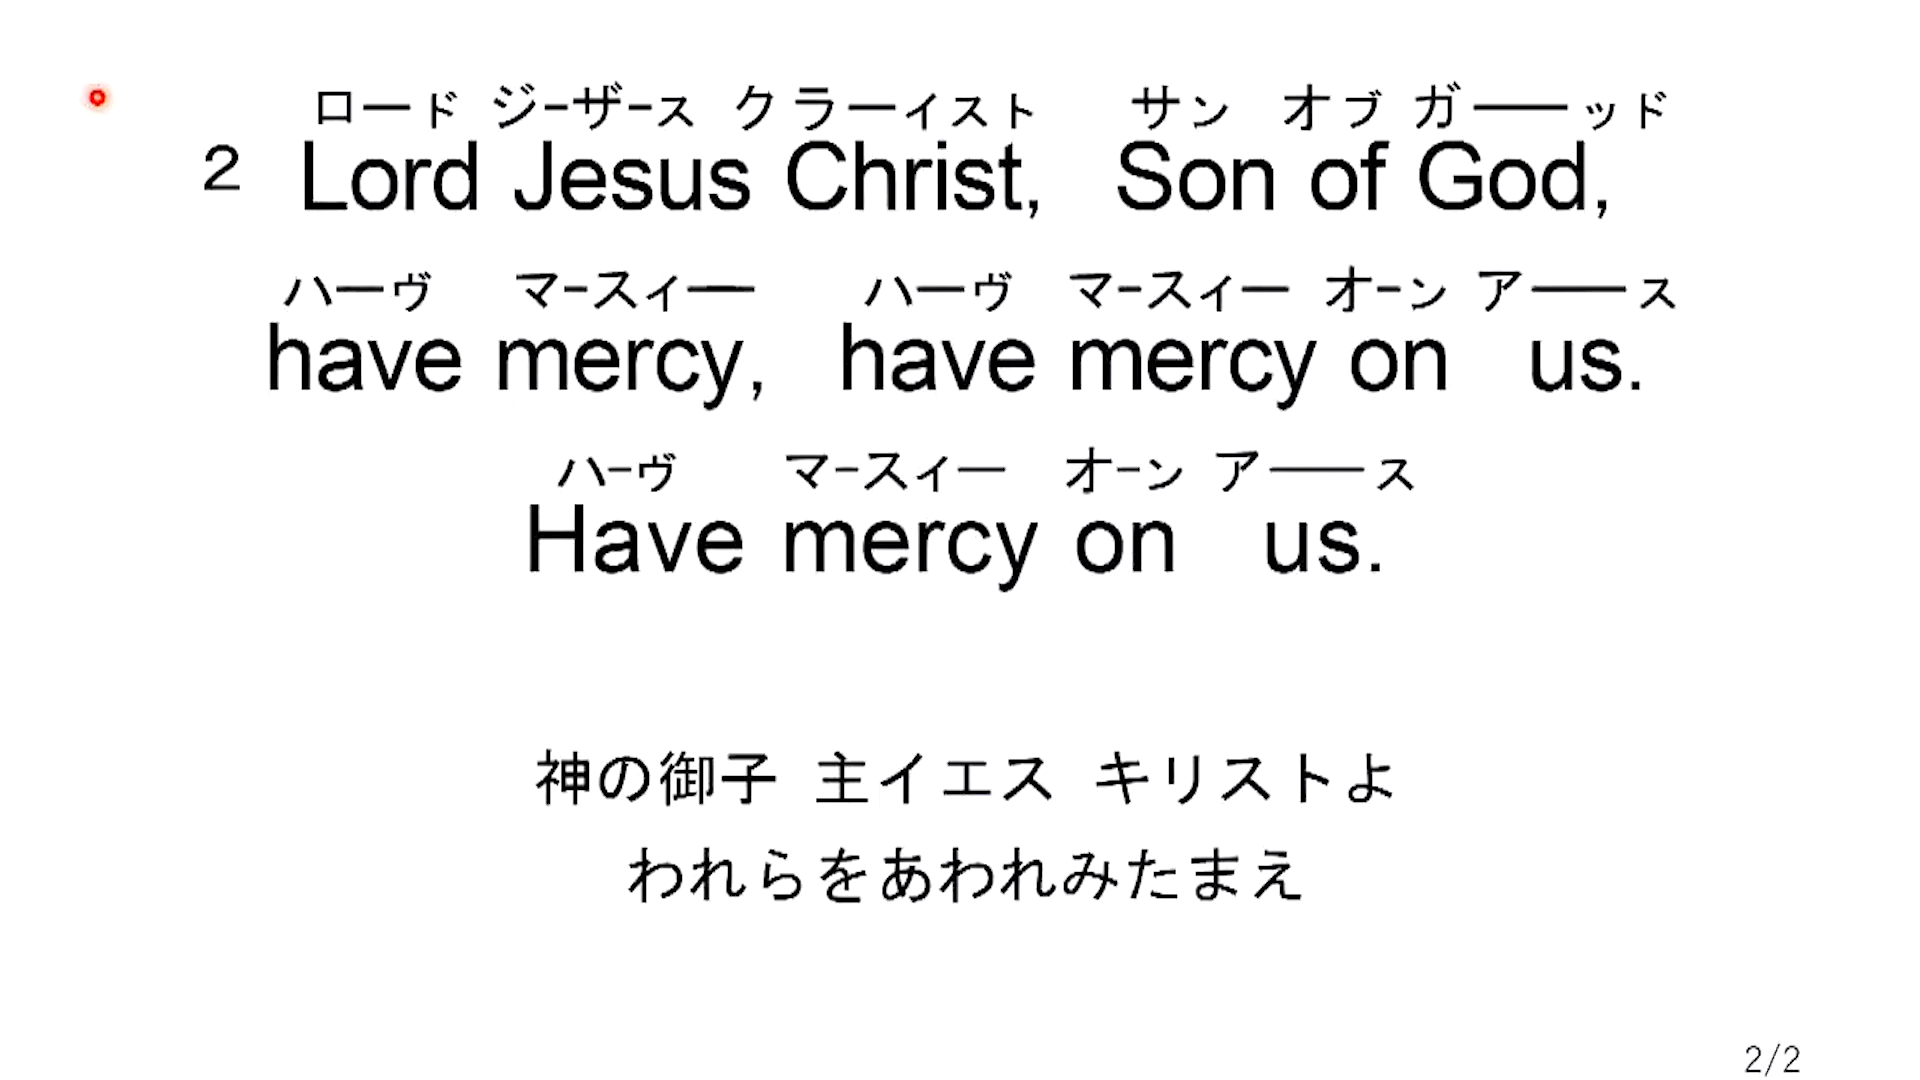 ロード ジーザース クラーイスト サン オブ ガーーッド
2 Lord Jesus Christ, Son of God,
ハーヴ マースィー ハーヴ マースィー オーン アーース
have mercy, have mercy on us.
ハーヴ マースィー オーン アーース
Have mercy on us.
神の御子 主イエス キリストよ
われらをあわれみたまえ
2/2